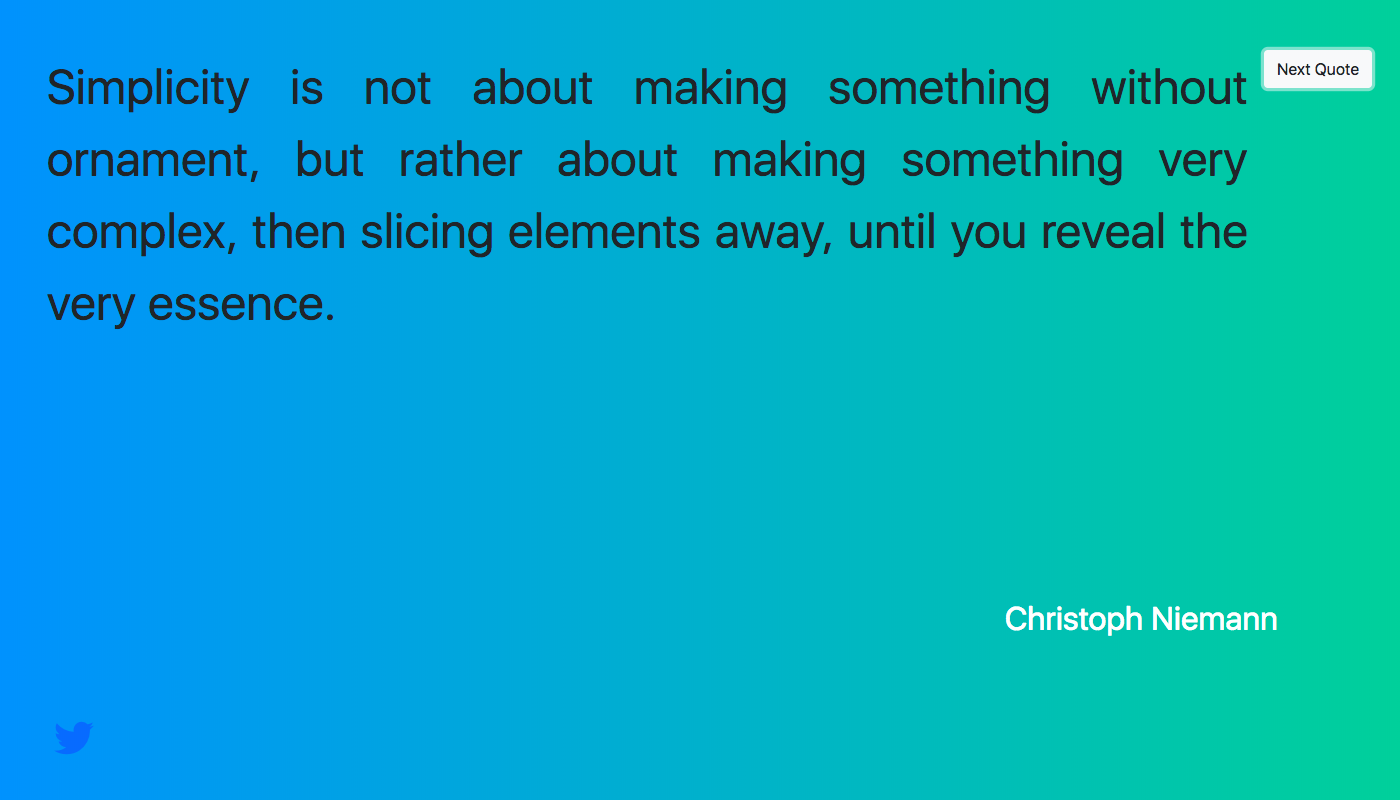 Simplicity is not about making something without
Next Quote
ornament, but rather about making something very
complex, then slicing elements away, until you reveal the
very essence.
Christoph Niemann